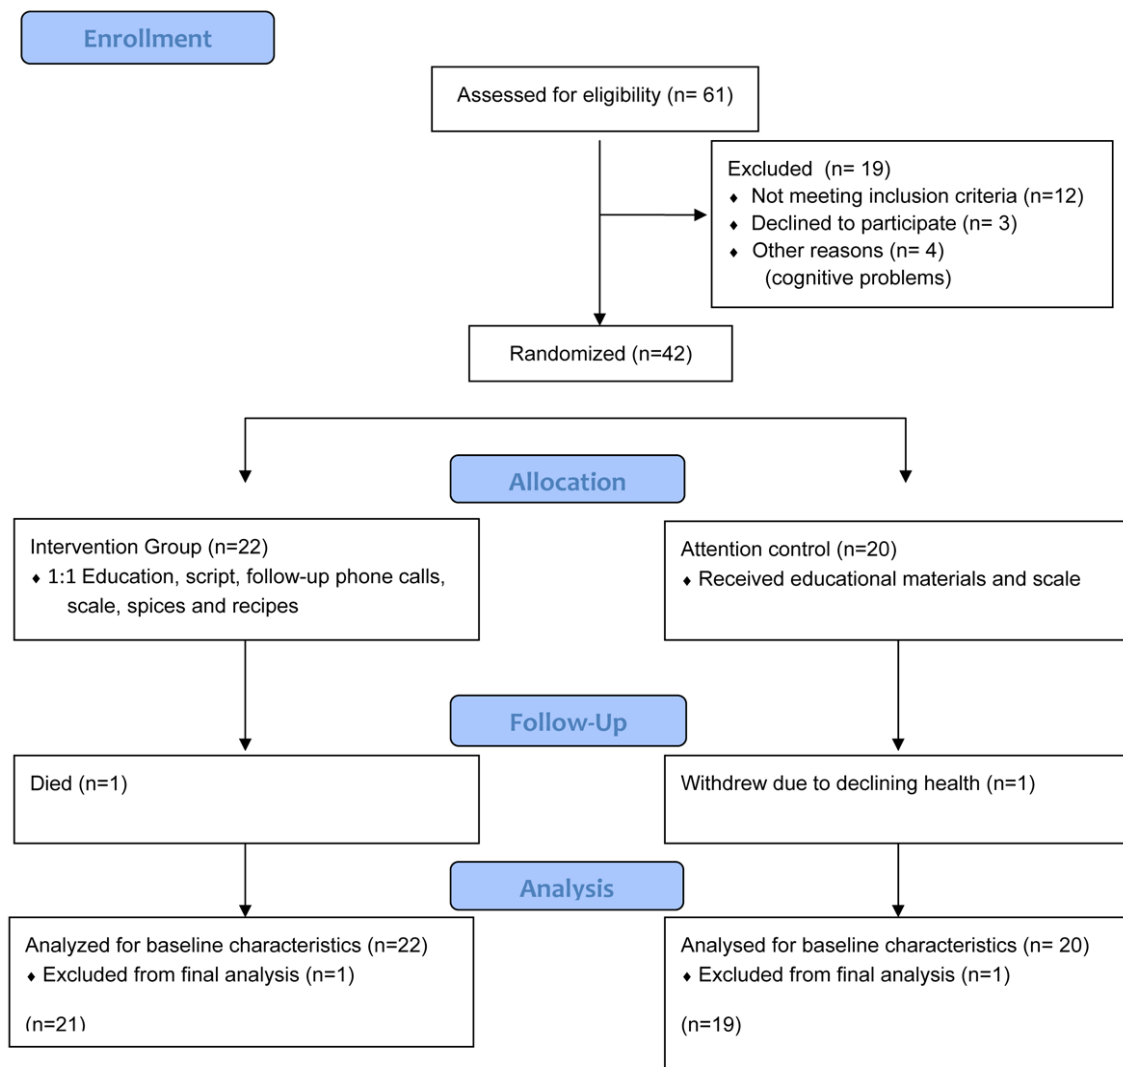 Enrollment
Assessed for eligibility (n= 61)
Excluded (n= 19)
♦ Not meeting inclusion criteria (n=12)
♦ Declined to participate (n= 3)
♦ Other reasons (n= 4)
(cognitive problems)
Randomized (n=42)
Allocation
Intervention Group (n=22)
♦ 1:1 Education, script, follow-up phone calls,
scale, spices and recipes
Attention control (n=20)
♦ Received educational materials and scale
Follow-Up
Died (n=1)
Withdrew due to declining health (n=1)
Analysis
Analyzed for baseline characteristics (n=22)
♦ Excluded from final analysis (n=1)
(n=21)
Analysed for baseline characteristics (n= 20)
♦ Excluded from final analysis (n=1)
(n=19)